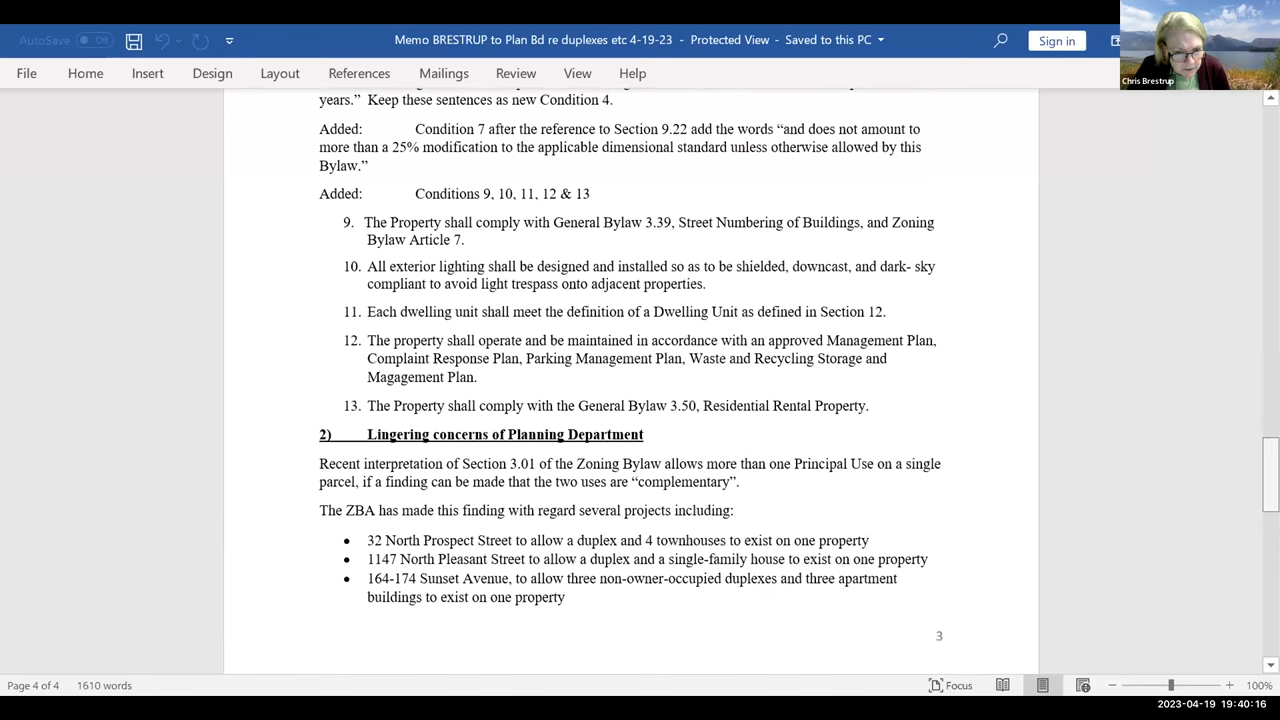 AutoSave Off
Memo BRESTRUP to Plan Bd re duplexes etc 4-19-23 - Protected View - Saved to this PC
Sign in
Chris Brestrup
File Home Insert Design Layout References Mailings Review View Help
years.” Keep these sentences as new Condition 4.
Added: Condition 7 after the reference to Section 9.22 add the words “and does not amount to
more than a 25% modification to the applicable dimensional standard unless otherwise allowed by this
Bylaw.”
Added: Conditions 9, 10, 11, 12 & 13
9. The Property shall comply with General Bylaw 3.39, Street Numbering of Buildings, and Zoning
Bylaw Article 7.
10. All exterior lighting shall be designed and installed so as to be shielded, downcast, and dark- sky
compliant to avoid light trespass onto adjacent properties.
11. Each dwelling unit shall meet the definition of a Dwelling Unit as defined in Section 12.
12. The property shall operate and be maintained in accordance with an approved Management Plan,
Complaint Response Plan, Parking Management Plan, Waste and Recycling Storage and
Magagement Plan.
13. The Property shall comply with the General Bylaw 3.50, Residential Rental Property.
2) Lingering concerns of Planning Department
Recent interpretation of Section 3.01 of the Zoning Bylaw allows more than one Principal Use on a single
parcel, if a finding can be made that the two uses are “complementary”.
The ZBA has made this finding with regard several projects including:
• 32 North Prospect Street to allow a duplex and 4 townhouses to exist on one property
• 1147 North Pleasant Street to allow a duplex and a single-family house to exist on one property
• 164-174 Sunset Avenue, to allow three non-owner-occupied duplexes and three apartment
buildings to exist on one property
3
Page 4 of 4 1610 words Focus 100%
2023-04-19 19:40:16